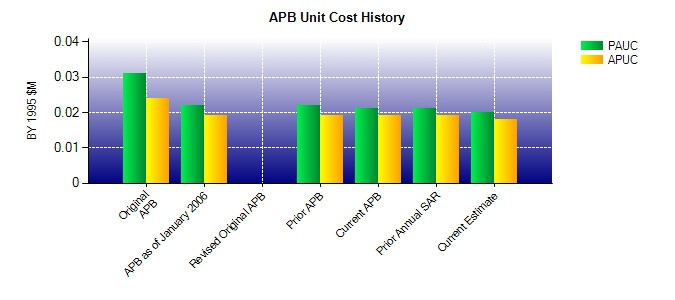 APB Unit Cost History
PAUC
APUC
BY 1995 $M
0.04
0.03
0.02
0.01
0
Original
APB
APB as of January 2006
Revised Original APB
Prior APB
Current APB
Prior Annual SAR
Current Estimate